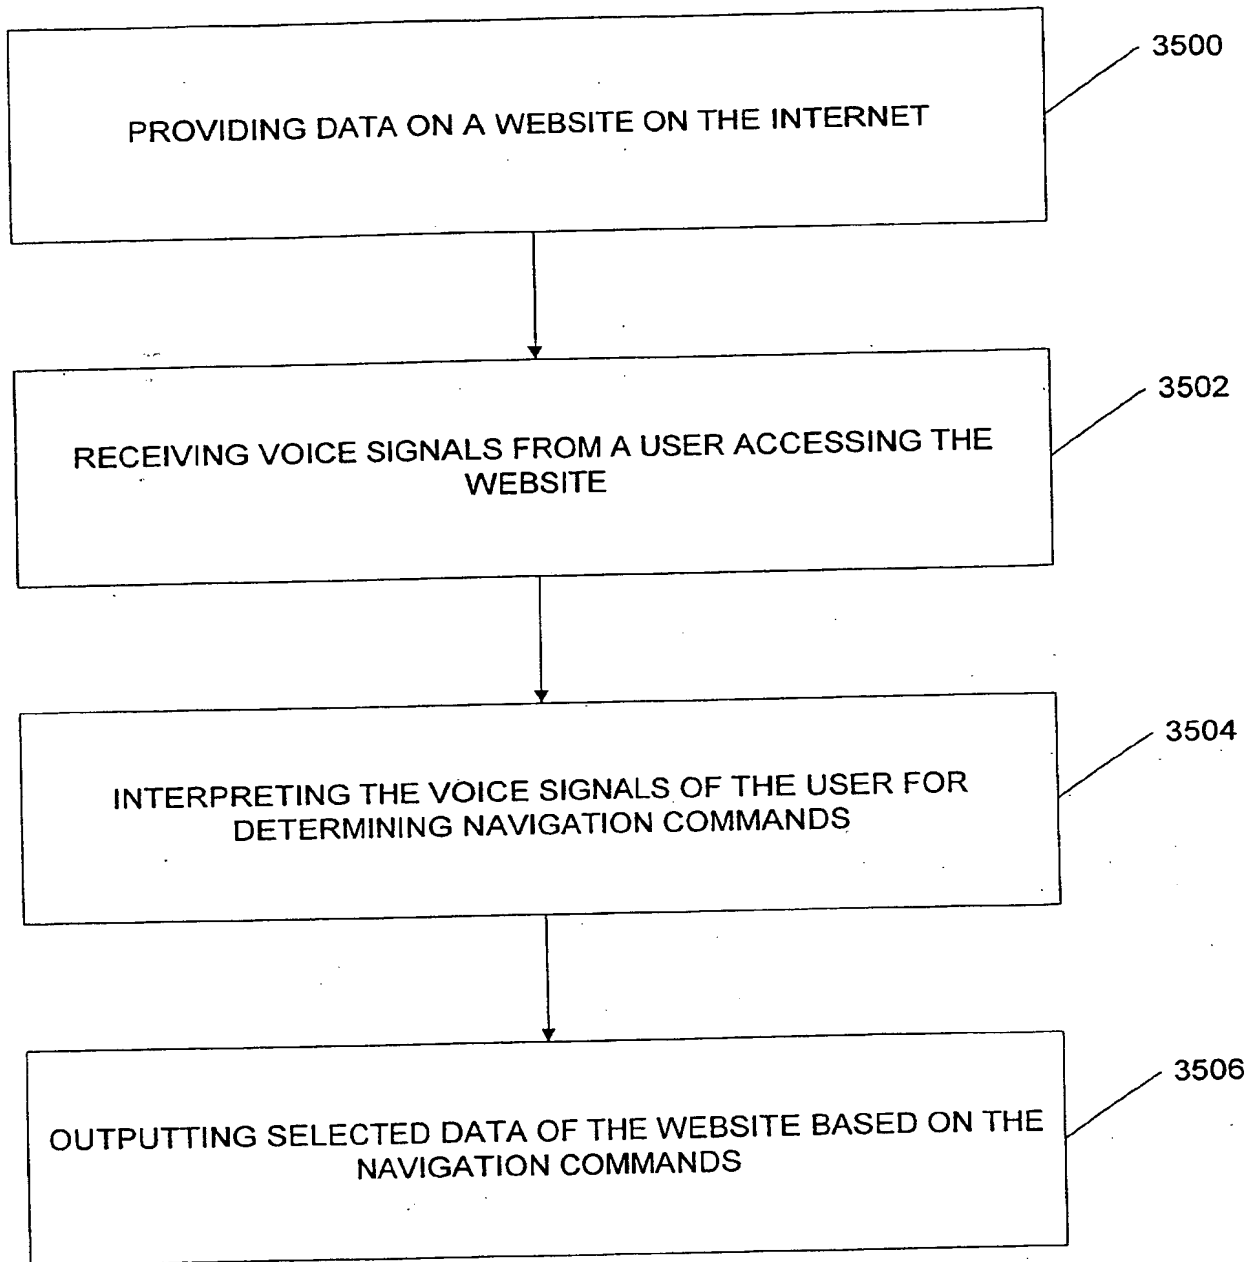 3500
PROVIDING DATA ON A WEBSITE ON THE INTERNET
3502
RECEIVING VOICE SIGNALS FROM A USER ACCESSING THE
WEBSITE
3504
INTERPRETING THE VOICE SIGNALS OF THE USER FOR
DETERMINING NAVIGATION COMMANDS
3506
OUTPUTTING SELECTED DATA OF THE WEBSITE BASED ON THE
NAVIGATION COMMANDS